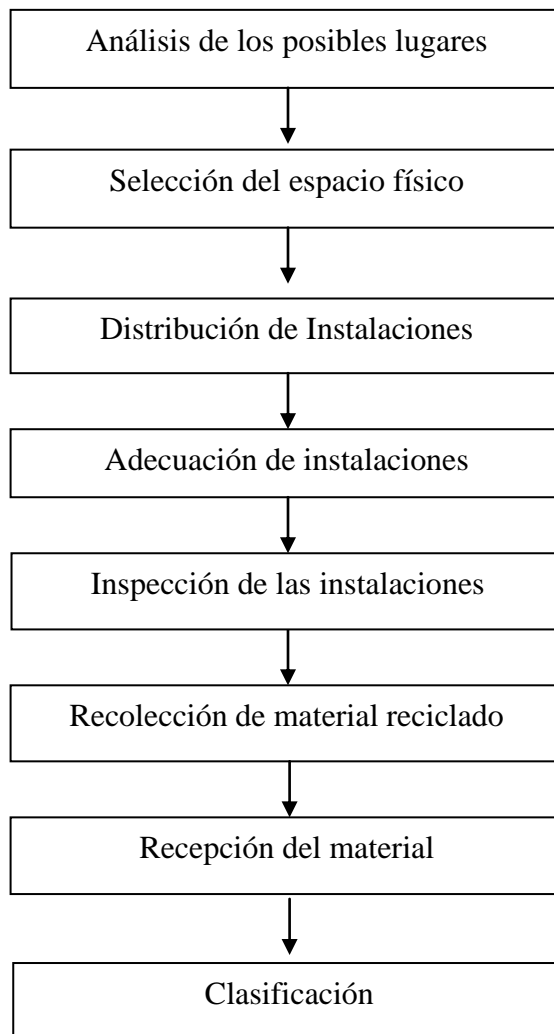 Análisis de los posibles lugares
Selección del espacio físico
Distribución de Instalaciones
Adecuación de instalaciones
Inspección de las instalaciones
Recolección de material reciclado
Recepción del material
Clasificación